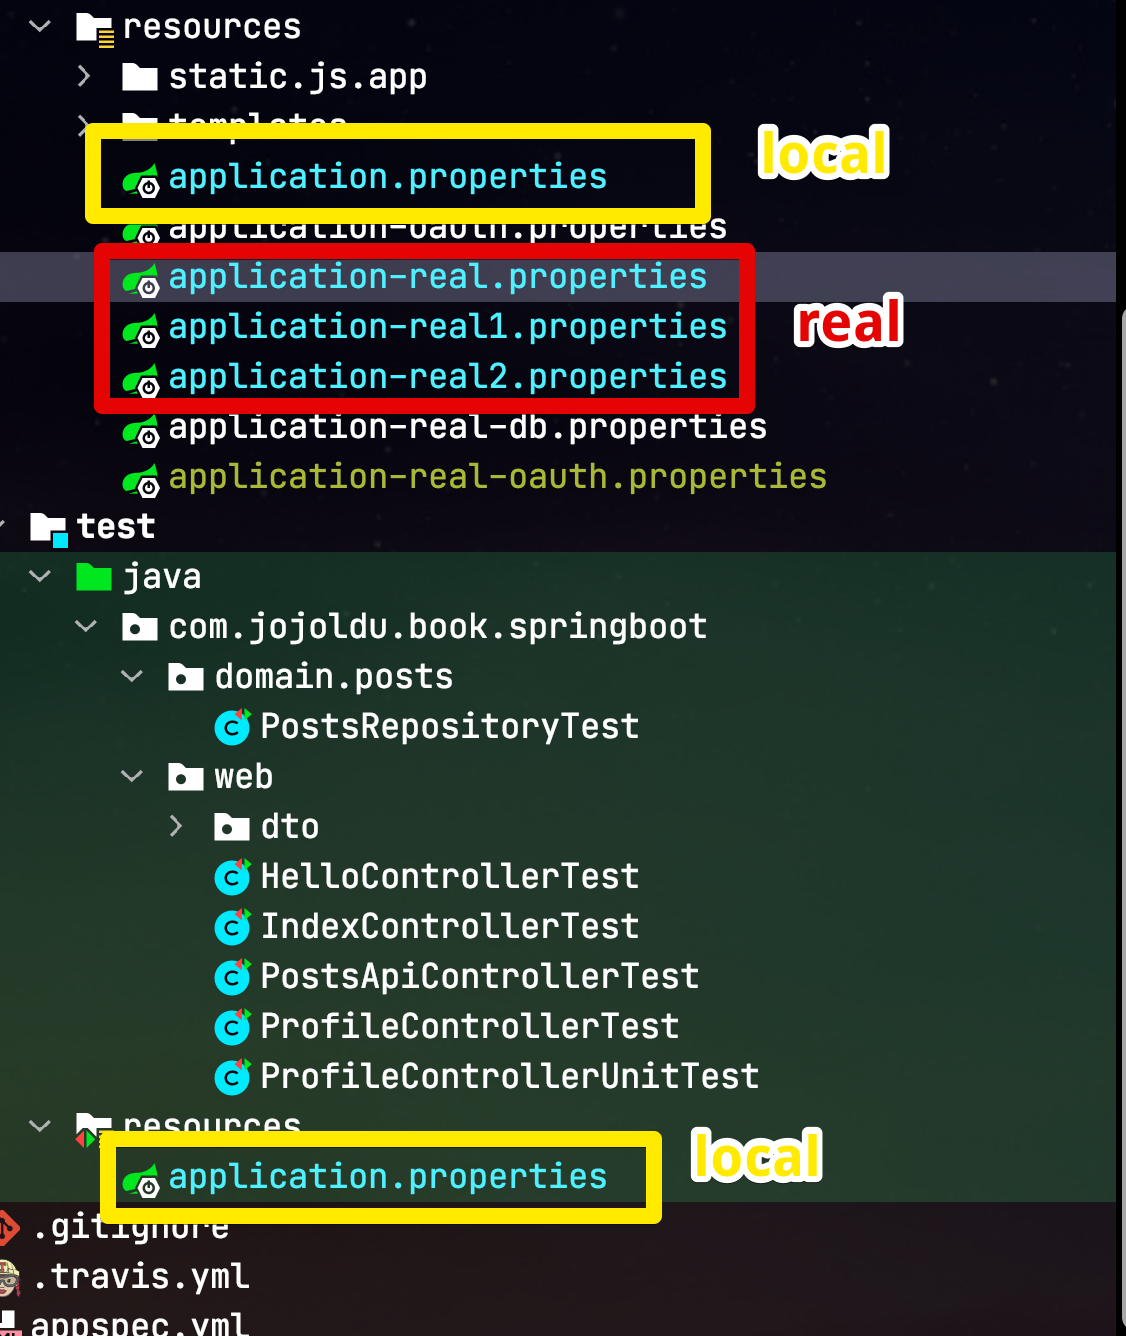 resources
static.js.app
templates
application.properties
local
application-oauth.properties
application-real.properties
application-real1.properties
real
application-real2.properties
application-real-db.properties
application-real-oauth.properties
test
java
com.jojoldu.book.springboot
domain.posts
PostsRepositoryTest
web
dto
HelloControllerTest
IndexControllerTest
PostsApiControllerTest
ProfileControllerTest
ProfileControllerUnitTest
resources
application.properties
local
.gitignore
.travis.yml
appspec.yml